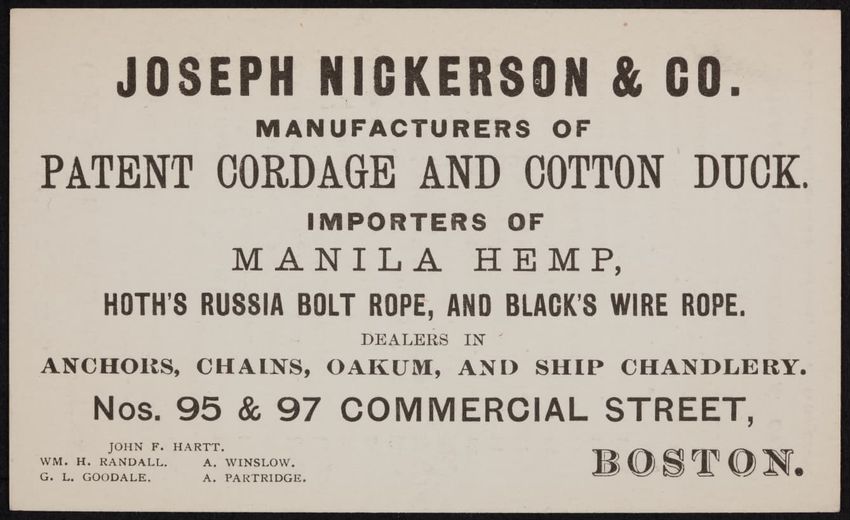 JOSEPH NICKERSON & CO.
MANUFACTURERS OF
PATENT CORDAGE AND COTTON DUCK.
IMPORTERS OF
MANILA HEMP,
HOTH'S RUSSIA BOLT ROPE, AND BLACK'S WIRE ROPE.
DEALERS IN
ANCHORS, CHAINS, OAKUM, AND SHIP CHANDLERY.
Nos. 95 & 97 COMMERCIAL STREET,
BOSTON.
JOHN F. HARTT.
WM. H. RANDALL. A. WINSLOW.
G. L. GOODALE. A. PARTRIDGE.